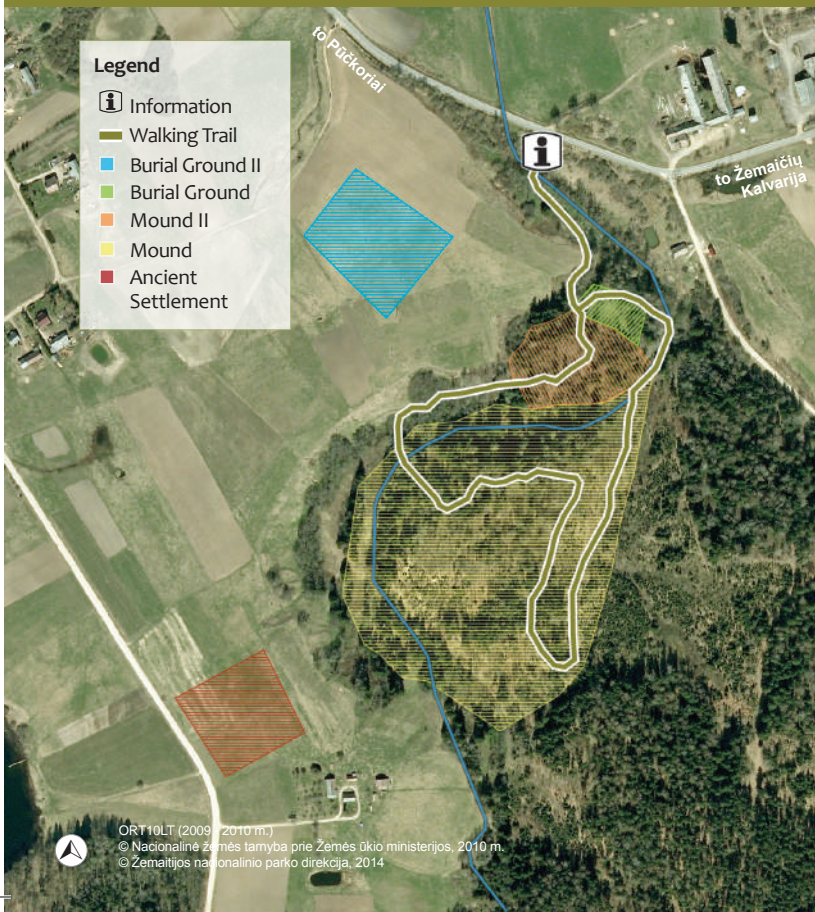 to Pūčkoriai
Legend
i Information
Walking Trail
Burial Ground II
Burial Ground
Mound II
Mound
Ancient
Settlement
i
to Žemaičių
Kalvarija
ORT10LT (2009 - 2010 m.)
© Nacionalinė žemės tarnyba prie Žemės ūkio ministerijos, 2010 m.
© Žemaitijos nacionalinio parko direkcija, 2014